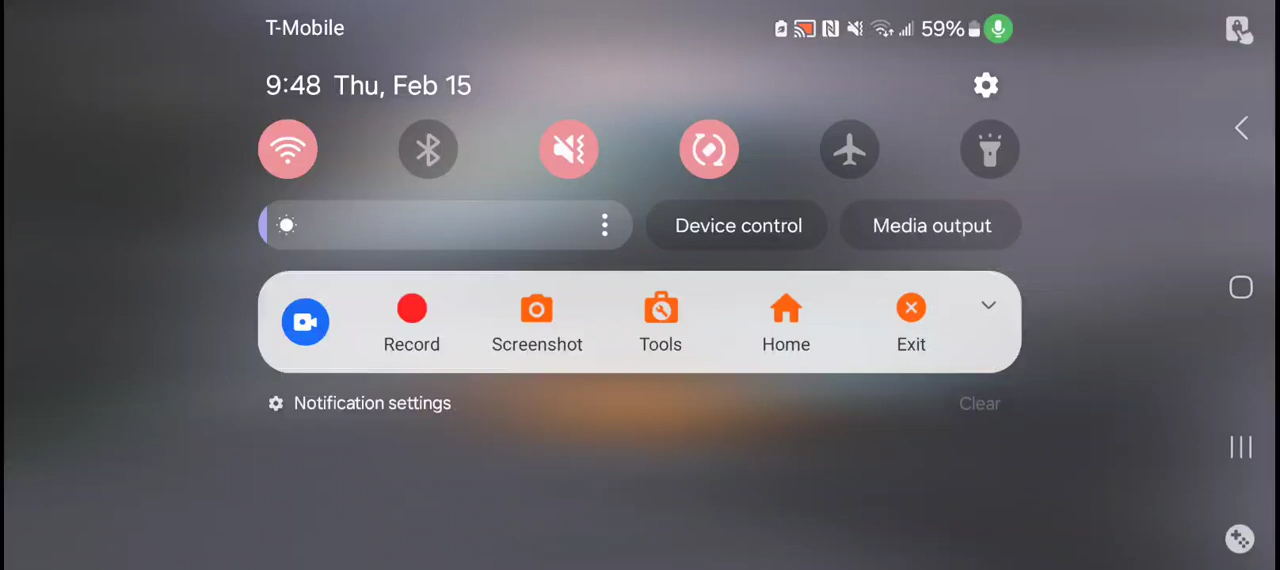 T-Mobile
59%
9:48 Thu, Feb 15
Device control
Media output
Record
Screenshot
Tools
Home
Exit
Notification settings
Clear